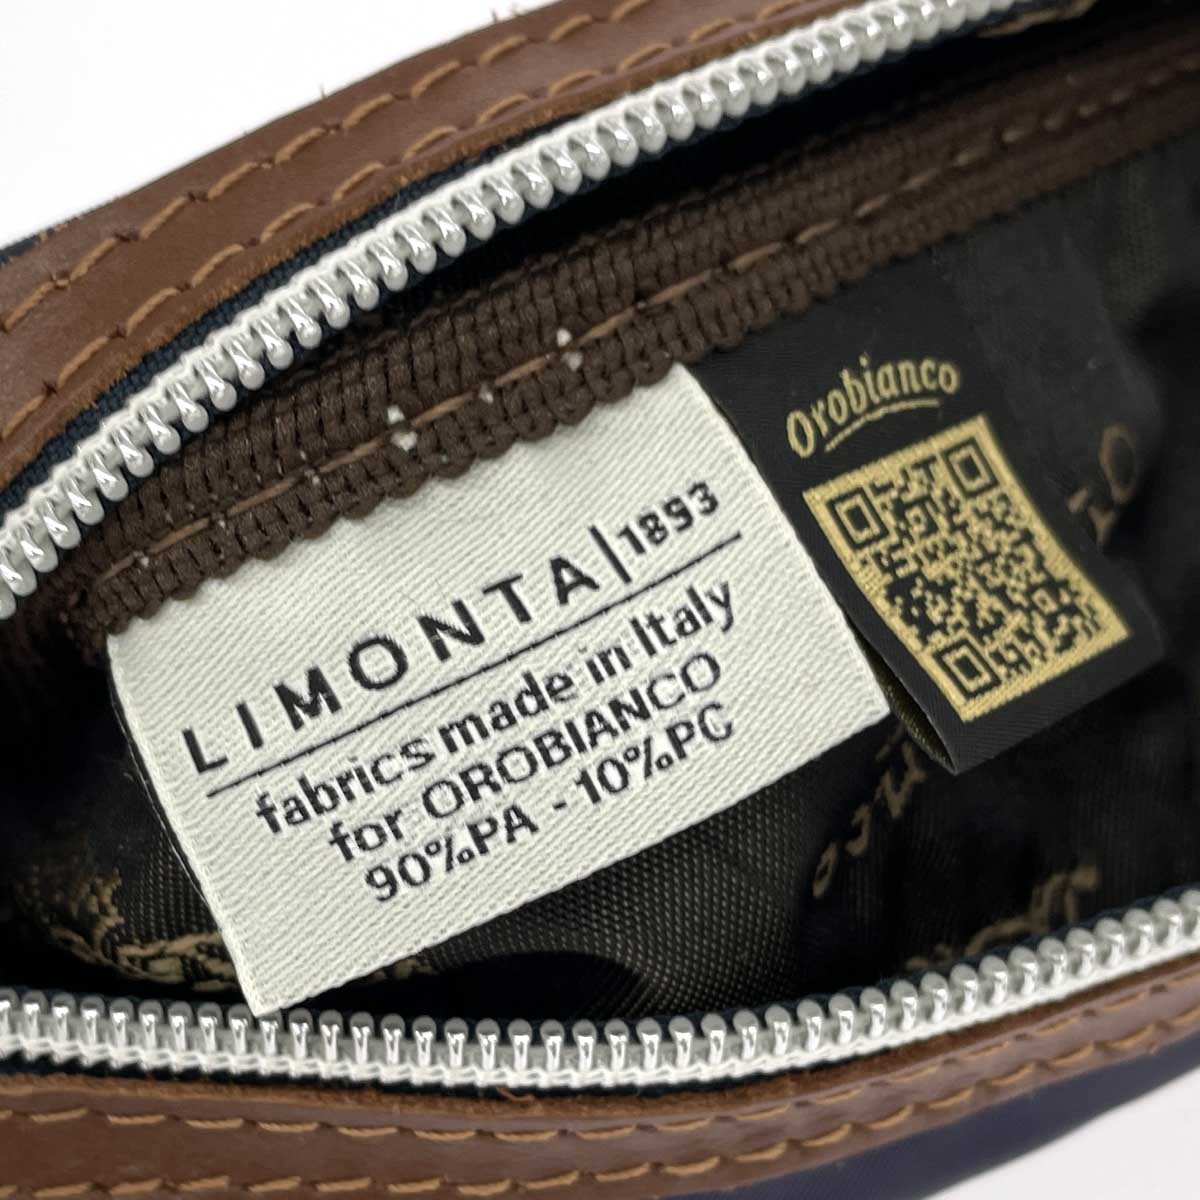 LIMONTA|1893
fabrics made in Italy
for OROBIANCO
90%PA - 10%PC
Orobianco